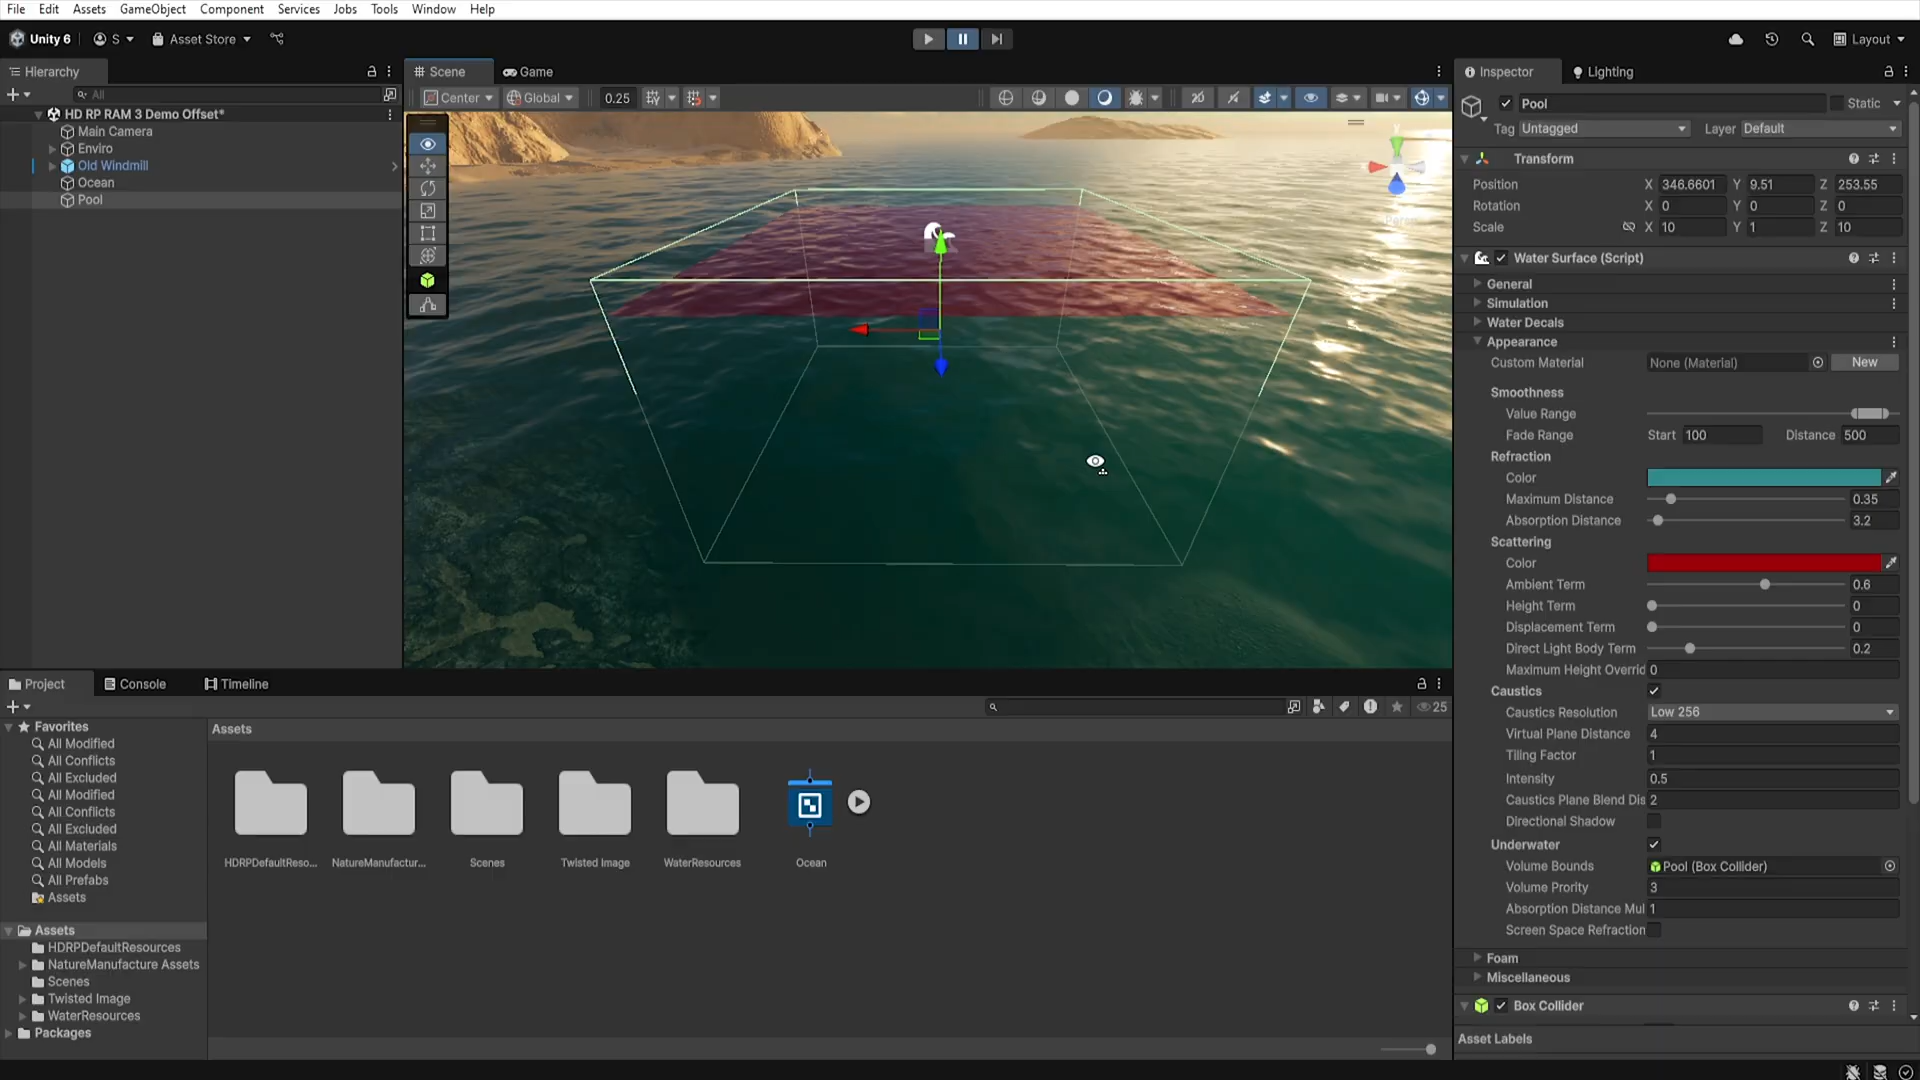 File Edit Assets GameObject Component Services Jobs Tools Window Help
Unity 6 S Asset Store Layout
Hierarchy
All
HD RP RAM 3 Demo Offset*
Main Camera
Enviro
Old Windmill
Ocean
Pool
Scene Game
Center Global 0.25
Persp
Inspector Lighting
Pool Static
Tag Untagged Layer Default
Transform
Position X 346.6601 Y 9.51 Z 253.55
Rotation X 0 Y 0 Z 0
Scale X 10 Y 1 Z 10
Water Surface (Script)
General
Simulation
Water Decals
Appearance
Custom Material None (Material) New
Smoothness
Value Range
Fade Range Start 100 Distance 500
Refraction
Color
Maximum Distance 0.35
Absorption Distance 3.2
Scattering
Color
Ambient Term 0.6
Height Term 0
Displacement Term 0
Direct Light Body Term 0.2
Maximum Height Overrid 0
Caustics
Caustics Resolution Low 256
Virtual Plane Distance 4
Tiling Factor 1
Intensity 0.5
Caustics Plane Blend Dis 2
Directional Shadow
Underwater
Volume Bounds Pool (Box Collider)
Volume Prority 3
Absorption Distance Mul 1
Screen Space Refraction
Foam
Miscellaneous
Box Collider
Asset Labels
Project Console Timeline
25
Favorites
All Modified
All Conflicts
All Excluded
All Modified
All Conflicts
All Excluded
All Materials
All Models
All Prefabs
Assets
Assets
HDRPDefaultResources
NatureManufacture Assets
Scenes
Twisted Image
WaterResources
Packages
Assets
HDRPDefaultReso... NatureManufactur... Scenes Twisted Image WaterResources Ocean